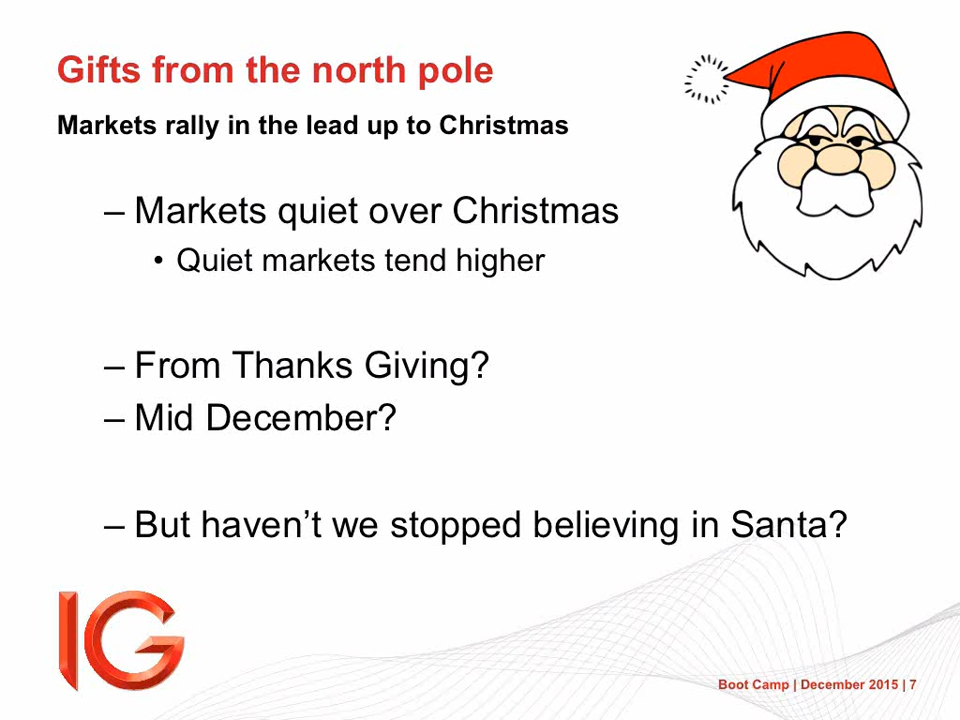 Gifts from the north pole
Markets rally in the lead up to Christmas
– Markets quiet over Christmas
• Quiet markets tend higher
– From Thanks Giving?
– Mid December?
– But haven’t we stopped believing in Santa?
IG
Boot Camp | December 2015 | 7